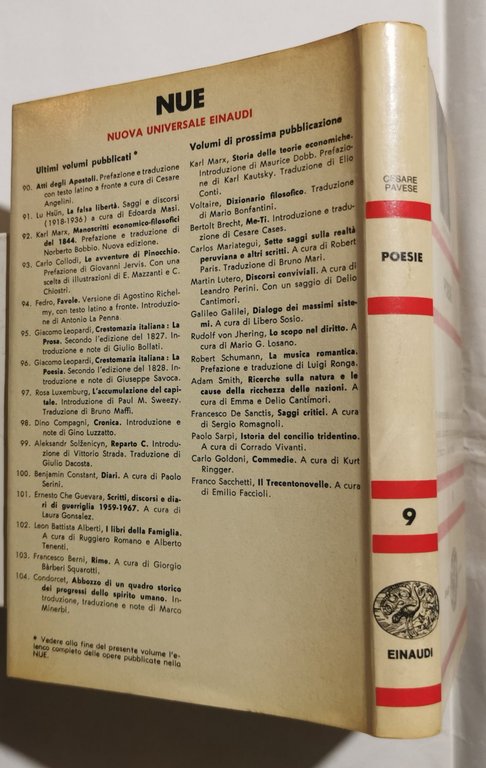 NUE
NUOVA UNIVERSALE EINAUDI
Ultimi volumi pubblicati *
90. Atti degli Apostoli. Prefazione e traduzione
con testo latino a fronte a cura di Cesare
Angelini.
91. Lu Hsün, La falsa libertà. Saggi e discorsi
(1918-1936) a cura di Edoarda Masi.
92. Karl Marx, Manoscritti economico-filosofici
del 1844. Prefazione e traduzione di
Norberto Bobbio. Nuova edizione.
93. Carlo Collodi, Le avventure di Pinocchio.
Prefazione di Giovanni Jervis. Con una
scelta di illustrazioni di E. Mazzanti e C.
Chiostri.
94. Fedro, Favole. Versione di Agostino Richel-
my, con testo latino a fronte. Introduzio-
ne di Antonio La Penna.
95. Giacomo Leopardi, Crestomazia italiana: La
Prosa. Secondo l'edizione del 1827. In-
troduzione e note di Giulio Bollati.
96. Giacomo Leopardi, Crestomazia italiana: La
Poesia. Secondo l'edizione del 1828. In-
troduzione e note di Giuseppe Savoca.
97. Rosa Luxemburg, L'accumulazione del capi-
tale. Introduzione di Paul M. Sweezy.
Traduzione di Bruno Maffi.
98. Dino Compagni, Cronica. Introduzione e
note di Gino Luzzatto.
99. Aleksandr Solženicyn, Reparto C. Introdu-
zione di Vittorio Strada. Traduzione di
Giulio Dacosta.
100. Benjamin Constant, Diari. A cura di Paolo
Serini.
101. Ernesto Che Guevara, Scritti, discorsi e dia-
ri di guerriglia 1959-1967. A cura di
Laura Gonsalez.
102. Leon Battista Alberti, I libri della Famiglia.
A cura di Ruggiero Romano e Alberto
Tenenti.
103. Francesco Berni, Rime. A cura di Giorgio
Bàrberi Squarotti.
104. Condorcet, Abbozzo di un quadro storico
dei progressi dello spirito umano. In-
troduzione, traduzione e note di Marco
Minerbi.
* Vedere alla fine del presente volume l'e-
lenco completo delle opere pubblicate nella
NUE.
Volumi di prossima pubblicazione
Karl Marx, Storia delle teorie economiche.
Introduzione di Maurice Dobb. Prefazio-
ne di Karl Kautsky. Traduzione di Elio
Conti.
Voltaire, Dizionario filosofico. Traduzione
di Mario Bonfantini.
Bertolt Brecht, Me-Ti. Introduzione e tradu-
zione di Cesare Cases.
Carlos Mariategui, Sette saggi sulla realtà
peruviana e altri scritti. A cura di Robert
Paris. Traduzione di Bruno Mari.
Martin Lutero, Discorsi conviviali. A cura di
Leandro Perini. Con un saggio di Delio
Cantimori.
Galileo Galilei, Dialogo dei massimi siste-
mi. A cura di Libero Sosio.
Rudolf von Jhering, Lo scopo nel diritto. A
cura di Mario G. Losano.
Robert Schumann, La musica romantica.
Prefazione e traduzione di Luigi Ronga.
Adam Smith, Ricerche sulla natura e le
cause della ricchezza delle nazioni. A
cura di Emma e Delio Cantimori.
Francesco De Sanctis, Saggi critici. A cura
di Sergio Romagnoli.
Paolo Sarpi, Istoria del concilio tridentino.
A cura di Corrado Vivanti.
Carlo Goldoni, Commedie. A cura di Kurt
Ringger.
Franco Sacchetti, Il Trecentonovelle. A cura
di Emilio Faccioli.
CESARE
PAVESE
POESIE
9
EINAUDI